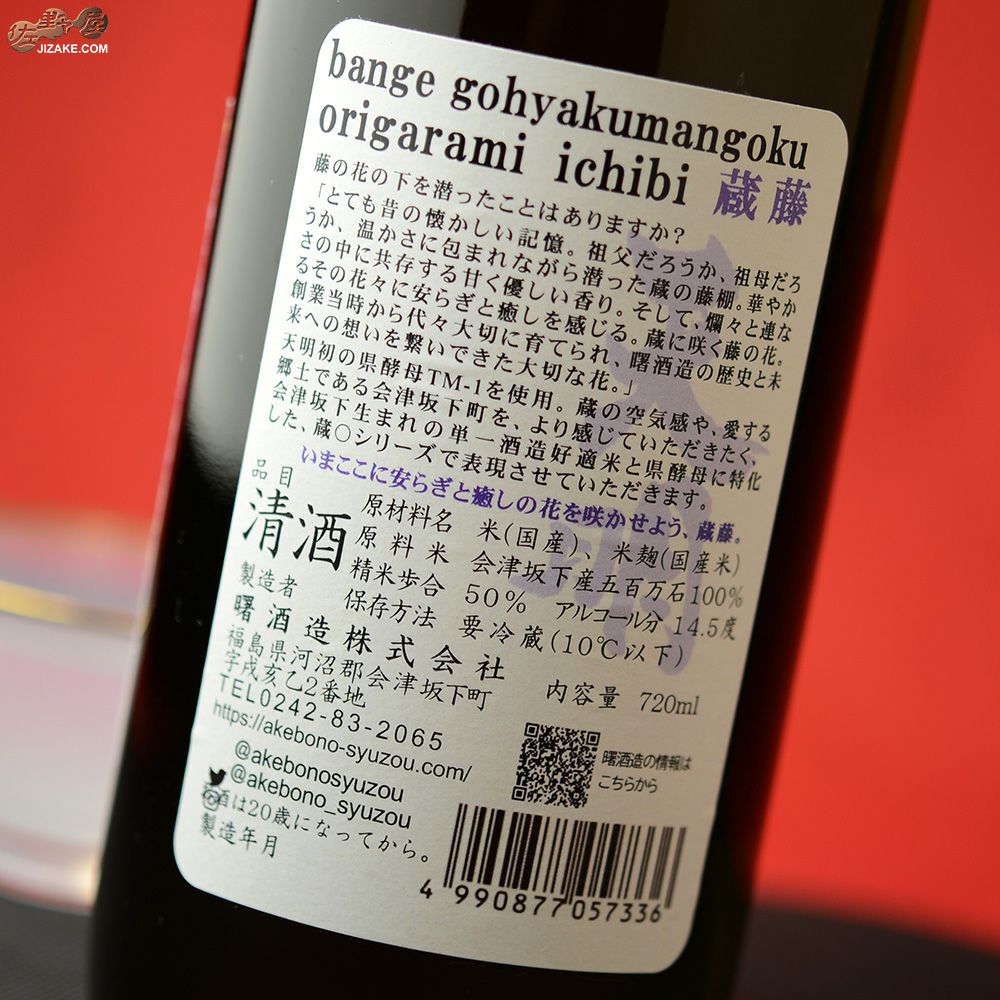 佐野屋
JIZAKE.COM
bange gohyakumangoku
origarami ichibi 蔵藤
藤の花の下を潜ったことはありますか?
「とても昔の懐かしい記憶。祖父だろうか、祖母だろ
うか、温かさに包まれながら潜った蔵の藤棚。華やか
さの中に共存する甘く優しい香り。そして、爛々と連な
るその花々に安らぎと癒しを感じる。蔵に咲く藤の花。
創業当時から代々大切に育てられ、曙酒造の歴史と未
来への想いを繋いできた大切な花。」
天明初の県酵母TM-1を使用。蔵の空気感や、愛する
郷土である会津坂下町を、より感じていただきたく、
会津坂下生まれの単一酒造好適米と県酵母に特化
した、蔵〇シリーズで表現させていただきます。
いまここに安らぎと癒しの花を咲かせよう、蔵藤。
品目
清酒
原材料名 米(国産)、米麹(国産米)
原料米 会津坂下産五百万石100%
精米歩合 50% アルコール分 14.5度
保存方法 要冷蔵(10℃以下)
製造者
曙酒造株式会社
福島県河沼郡会津坂下町
字戌亥乙2番地
内容量 720ml
TEL0242-83-2065
https://akebono-syuzou.com/
@akebonosyuzou
@akebono_syuzou
曙酒造の情報は
こちらから
酒は20歳になってから。
製造年月
4 990877 057336